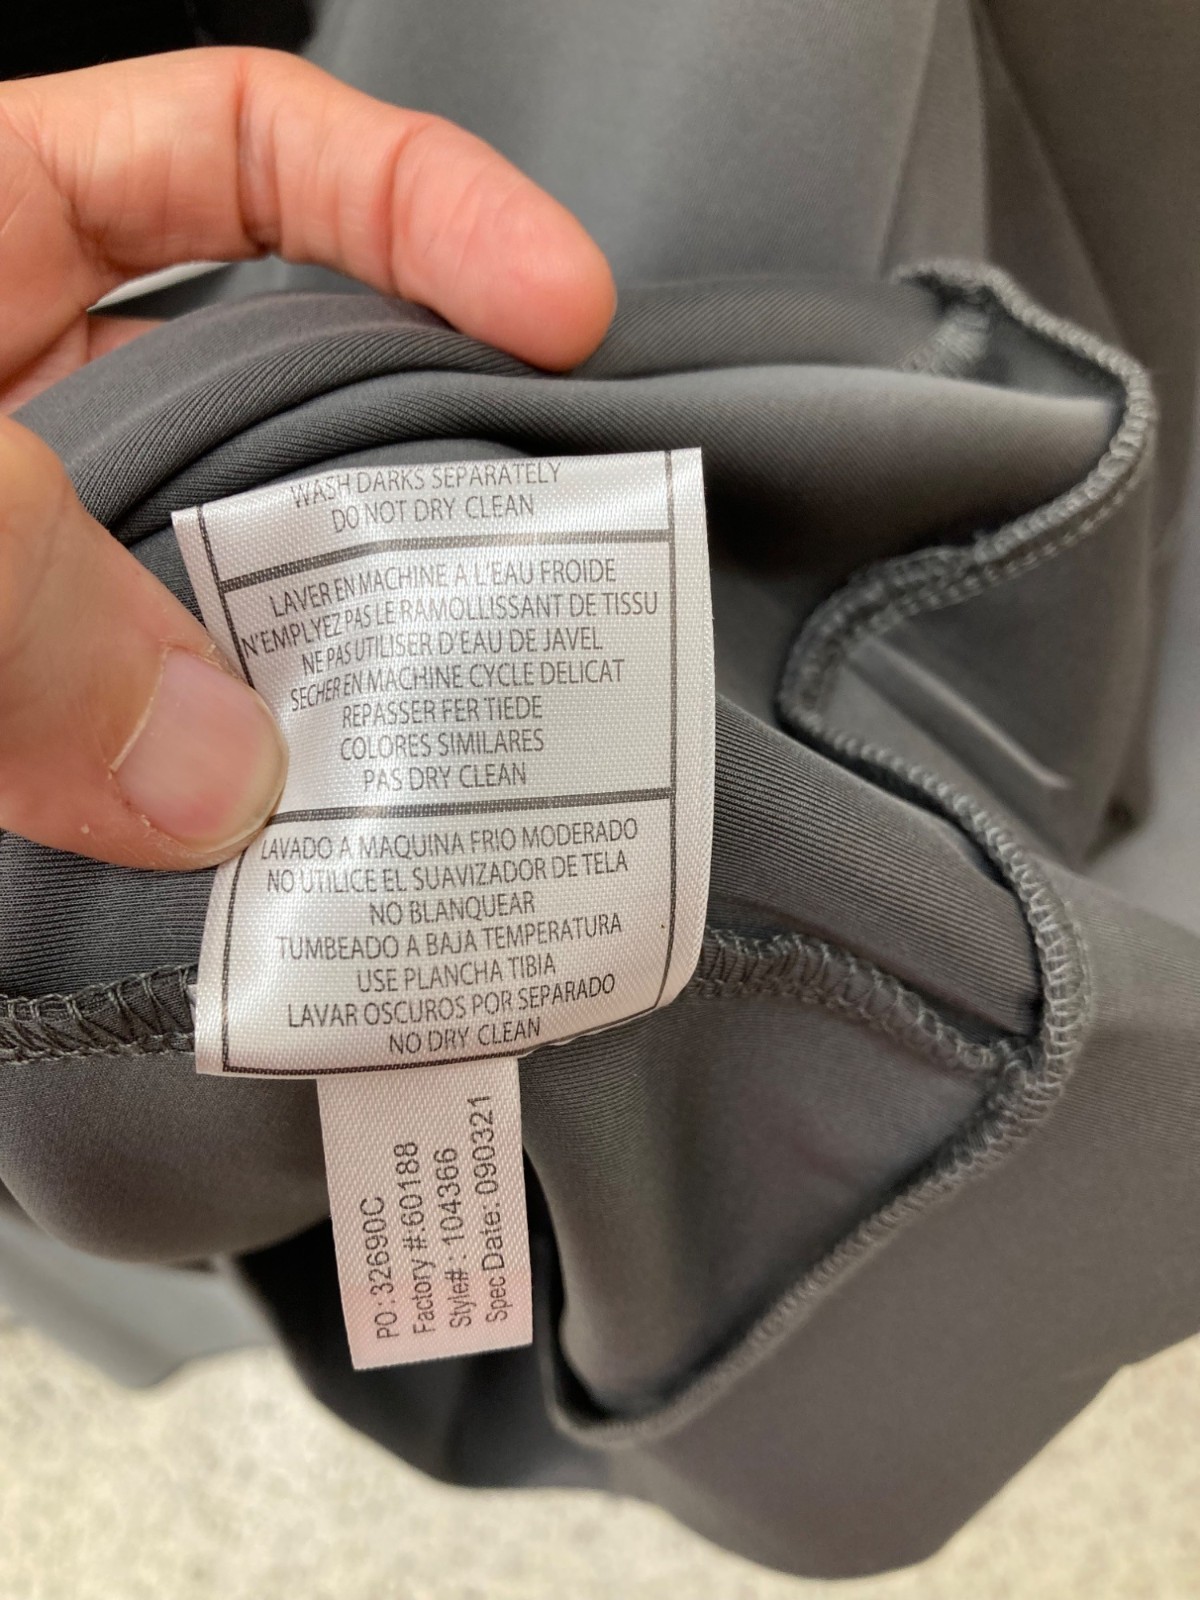 WASH DARKS SEPARATELY
DO NOT DRY CLEAN
LAVER EN MACHINE A L'EAU FROIDE
N'EMPLYEZ PAS LE RAMOLLISSANT DE TISSU
NE PAS UTILISER D'EAU DE JAVEL
SECHER EN MACHINE CYCLE DELICAT
REPASSER FER TIEDE
COLORES SIMILARES
PAS DRY CLEAN
LAVADO A MAQUINA FRIO MODERADO
NO UTILICE EL SUAVIZADOR DE TELA
NO BLANQUEAR
TUMBEADO A BAJA TEMPERATURA
USE PLANCHA TIBIA
LAVAR OSCUROS POR SEPARADO
NO DRY CLEAN
PO: 32690C
Factory #:60188
Style#: 104366
Spec Date: 090321